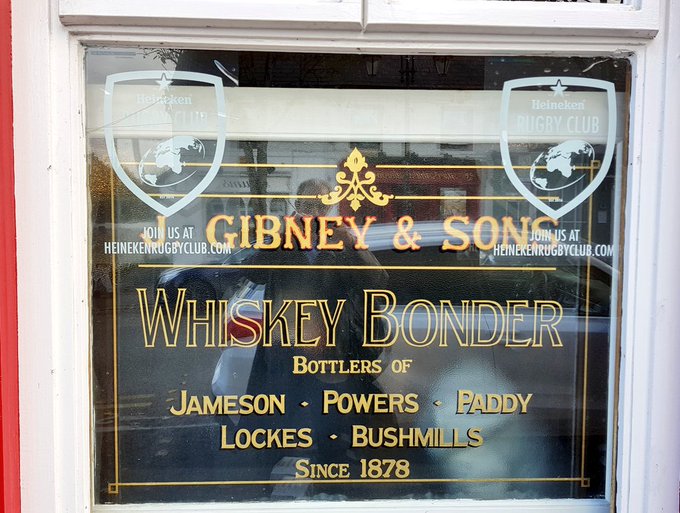 Heineken
RUGBY CLUB
JOIN US AT
HEINEKENRUGBYCLUB.COM
Heineken
RUGBY CLUB
JOIN US AT
HEINEKENRUGBYCLUB.COM
J. GIBNEY & SONS
WHISKEY BONDER
BOTTLERS OF
JAMESON · POWERS · PADDY
LOCKES · BUSHMILLS
SINCE 1878